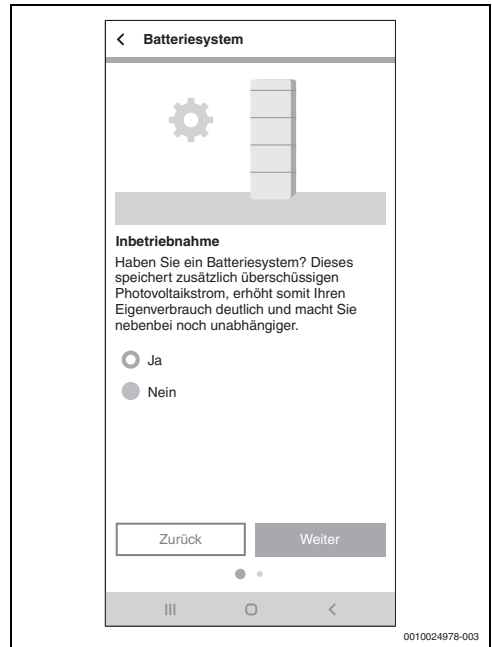 Batteriesystem
Inbetriebnahme
Haben Sie ein Batteriesystem? Dieses
speichert zusätzlich überschüssigen
Photovoltaikstrom, erhöht somit Ihren
Eigenverbrauch deutlich und macht Sie
nebenbei noch unabhängiger.
Ja
Nein
Zurück
Weiter
0010024978-003